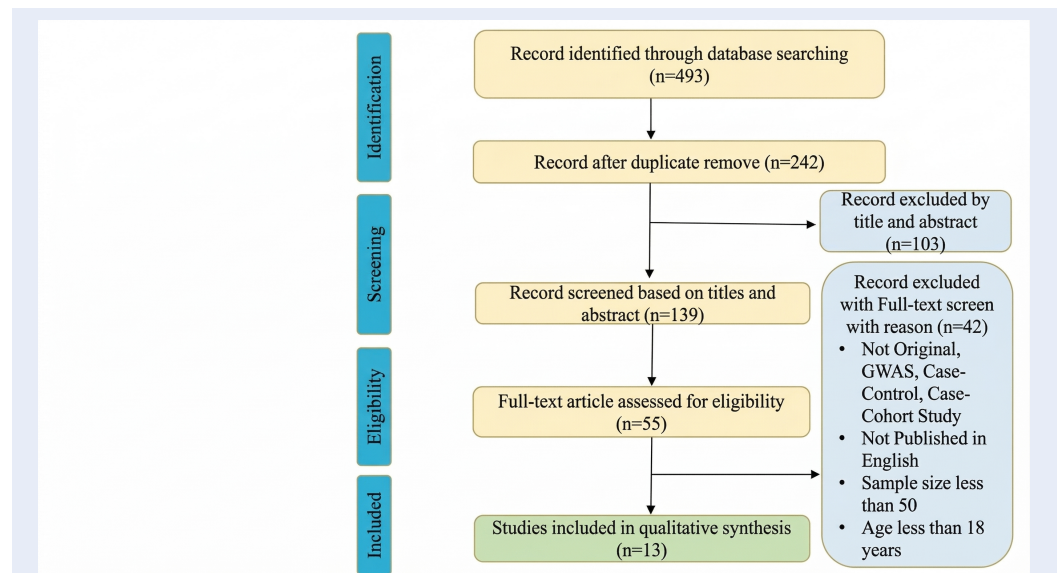 Identification
Record identified through database searching
(n=493)
Record after duplicate remove (n=242)
Screening
Record excluded by
title and abstract
(n=103)
Record screened based on titles and
abstract (n=139)
Eligibility
Full-text article assessed for eligibility
(n=55)
Record excluded
with Full-text screen
with reason (n=42)
• Not Original,
GWAS, Case-
Control, Case-
Cohort Study
• Not Published in
English
• Sample size less
than 50
• Age less than 18
years
Included
Studies included in qualitative synthesis
(n=13)